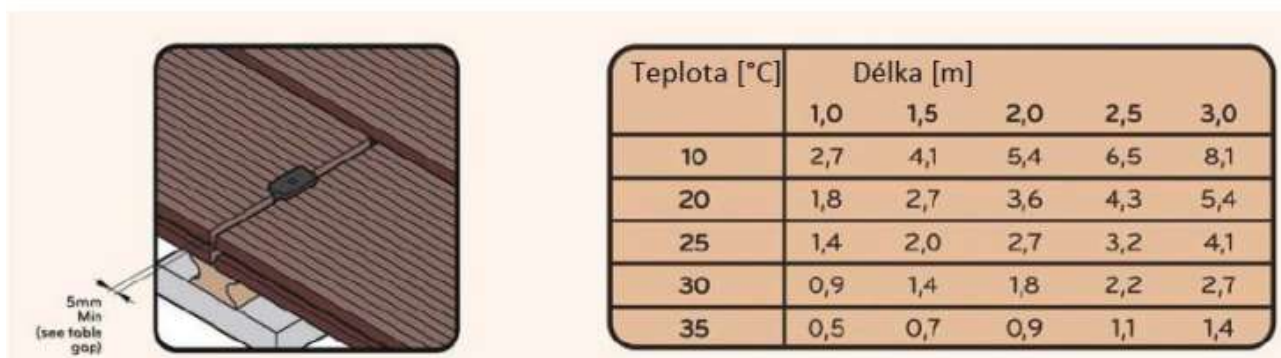 5mm
Min
(see table
gap)
Teplota [°C] Délka [m]
1,0 1,5 2,0 2,5 3,0
10 2,7 4,1 5,4 6,5 8,1
20 1,8 2,7 3,6 4,3 5,4
25 1,4 2,0 2,7 3,2 4,1
30 0,9 1,4 1,8 2,2 2,7
35 0,5 0,7 0,9 1,1 1,4